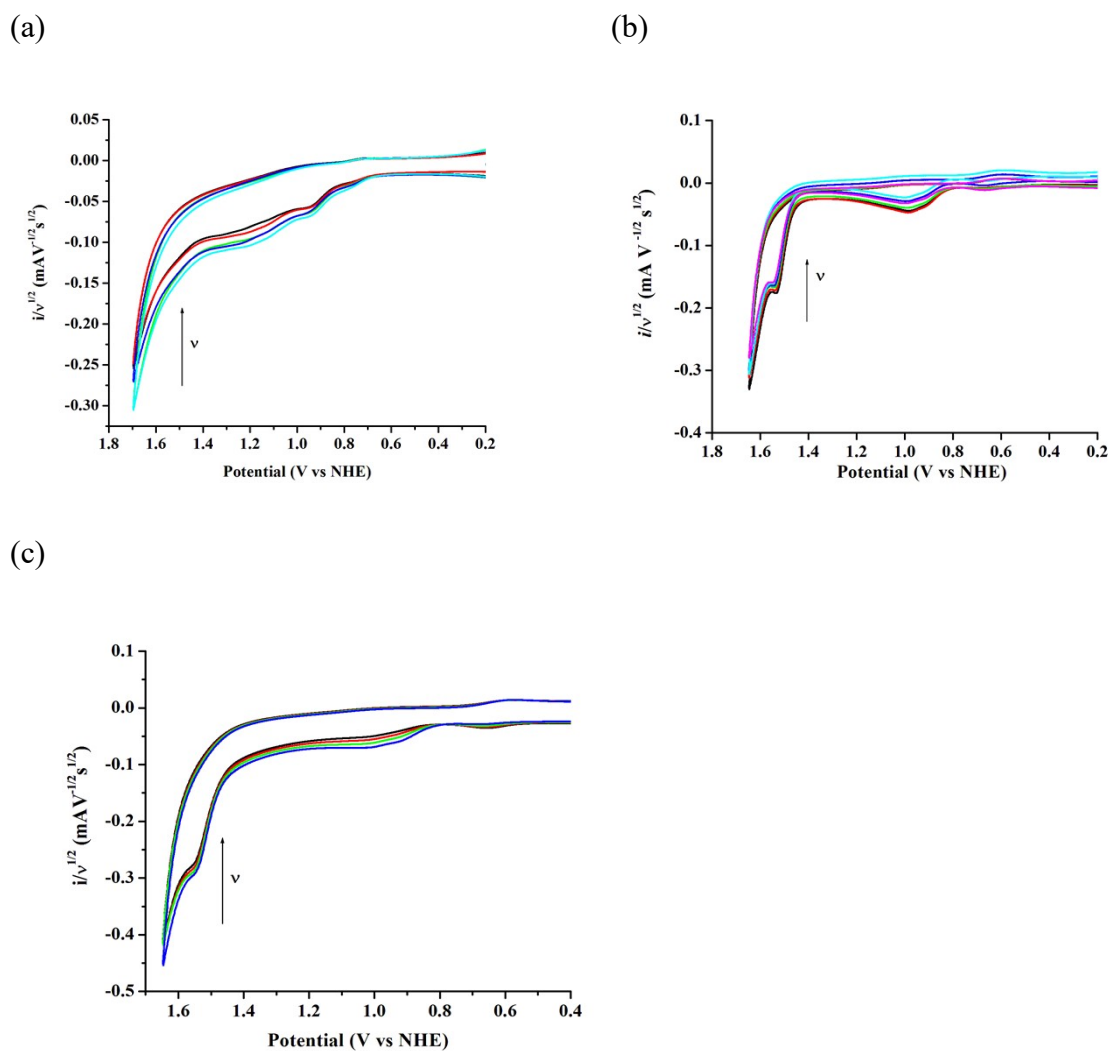 (a)
(b)
0.05
0.00
-0.05
-0.10
-0.15
-0.20
-0.25
-0.30
i/ν^1/2 (mAV^-1/2 s^1/2)
ν
1.8 1.6 1.4 1.2 1.0 0.8 0.6 0.4 0.2
Potential (V vs NHE)
0.1
0.0
-0.1
-0.2
-0.3
-0.4
i/ν^1/2 (mA V^-1/2 s^1/2)
ν
1.8 1.6 1.4 1.2 1.0 0.8 0.6 0.4 0.2
Potential (V vs NHE)
(c)
0.1
0.0
-0.1
-0.2
-0.3
-0.4
-0.5
i/ν^1/2 (mAV^-1/2 s^1/2)
ν
1.6 1.4 1.2 1.0 0.8 0.6 0.4
Potential (V vs NHE)